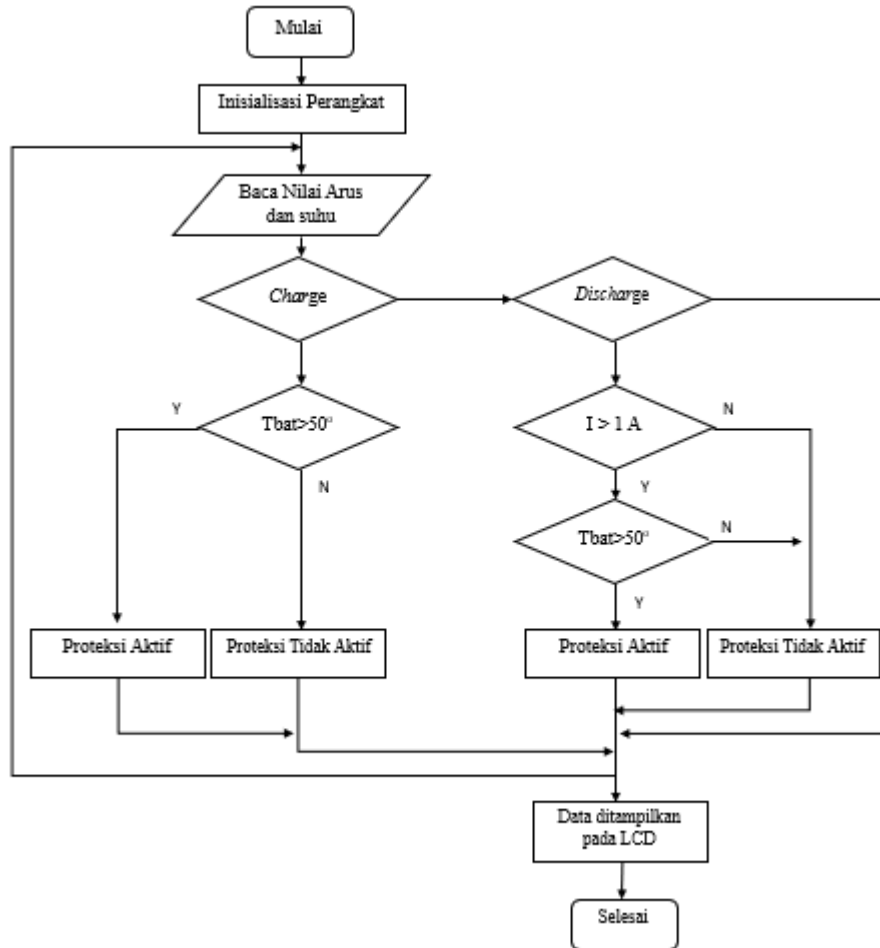 Mulai
Inisialisasi Perangkat
Baca Nilai Arus
dan suhu
Charge
Discharge
Y
Tbat>50°
N
I > 1 A
N
Y
Tbat>50°
N
Y
Proteksi Aktif
Proteksi Tidak Aktif
Proteksi Aktif
Proteksi Tidak Aktif
Data ditampilkan
pada LCD
Selesai